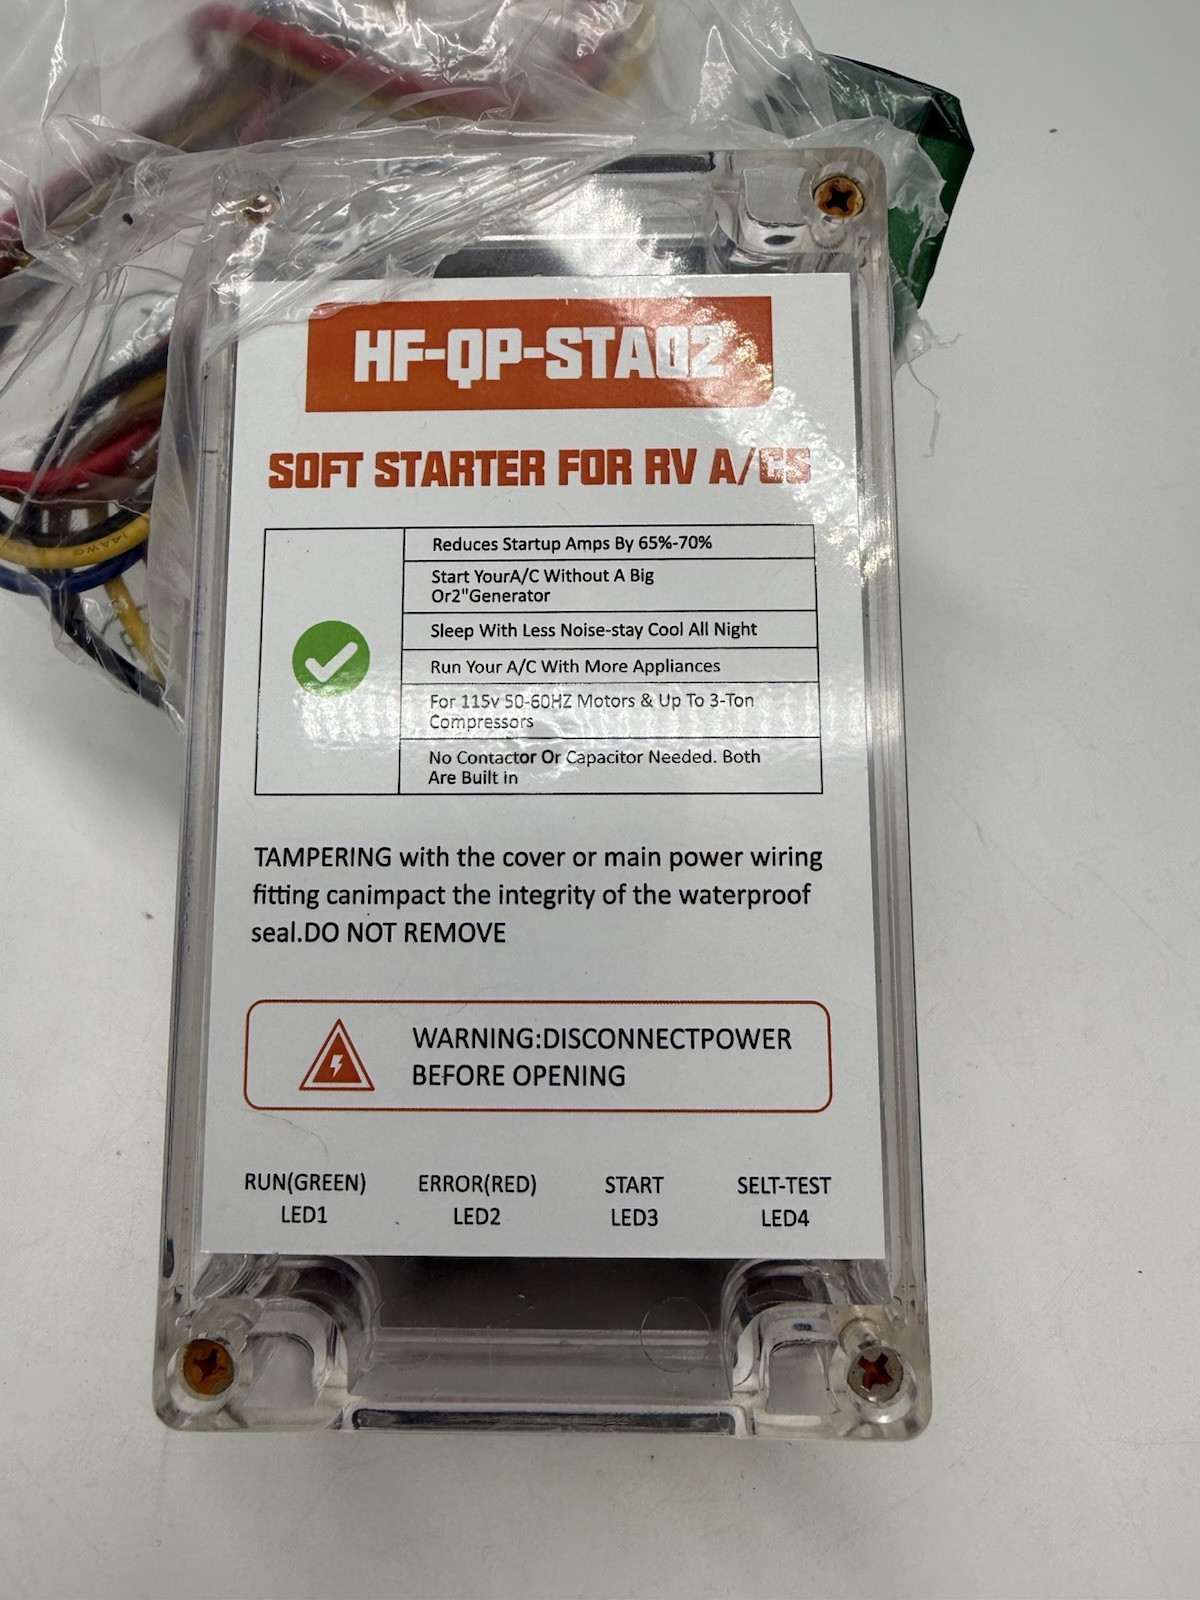 HF-QP-STA02
SOFT STARTER FOR RV A/CS
Reduces Startup Amps By 65%-70%
Start YourA/C Without A Big
Or2"Generator
Sleep With Less Noise-stay Cool All Night
Run Your A/C With More Appliances
For 115v 50-60HZ Motors & Up To 3-Ton
Compressors
No Contactor Or Capacitor Needed. Both
Are Built in
TAMPERING with the cover or main power wiring
fitting canimpact the integrity of the waterproof
seal.DO NOT REMOVE
WARNING:DISCONNECTPOWER
BEFORE OPENING
RUN(GREEN) ERROR(RED) START SELT-TEST
LED1 LED2 LED3 LED4
14AWG